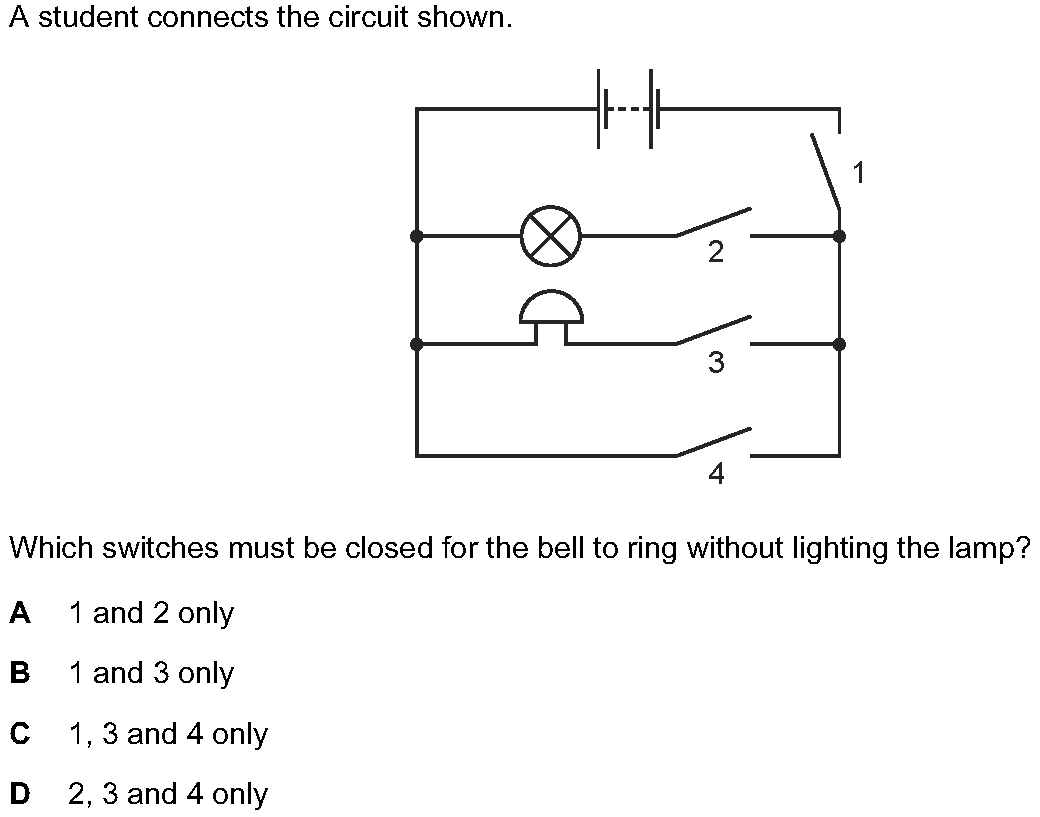 A student connects the circuit shown.
1
2
3
4
Which switches must be closed for the bell to ring without lighting the lamp?
A 1 and 2 only
B 1 and 3 only
C 1, 3 and 4 only
D 2, 3 and 4 only